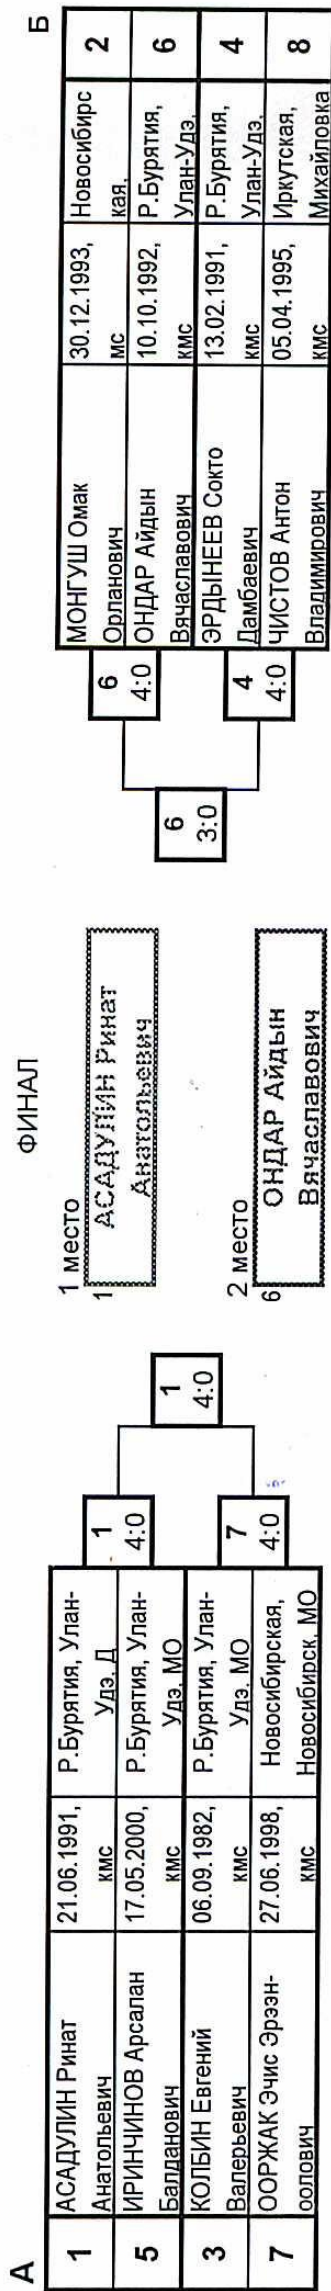 А
1
АСАДУЛИН Ринат
Анатольевич
21.06.1991,
кмс
Р.Бурятия, Улан-
Удэ, Д
5
ИРИНЧИНОВ Арсалан
Балданович
17.05.2000,
кмс
Р.Бурятия, Улан-
Удэ, МО
3
КОЛБИН Евгений
Валерьевич
06.09.1982,
кмс
Р.Бурятия, Улан-
Удэ, МО
7
ООРЖАК Эчис Эрээн-
оолович
27.06.1998,
кмс
Новосибирская,
Новосибирск, МО
1
4:0
7
4:0
1
4:0
ФИНАЛ
1 место
1
АСАДУЛИН Ринат
Анатольевич
2 место
6
ОНДАР Айдын
Вячаславович
6
3:0
6
4:0
4
4:0
Б
МОНГУШ Омак
Орланович
30.12.1993,
мс
Новосибирс
кая,
2
ОНДАР Айдын
Вячаславович
10.10.1992,
кмс
Р.Бурятия,
Улан-Удэ,
6
ЭРДЫНЕЕВ Сокто
Дамбаевич
13.02.1991,
кмс
Р.Бурятия,
Улан-Удэ,
4
ЧИСТОВ Антон
Владимирович
05.04.1995,
кмс
Иркутская,
Михайловка
8